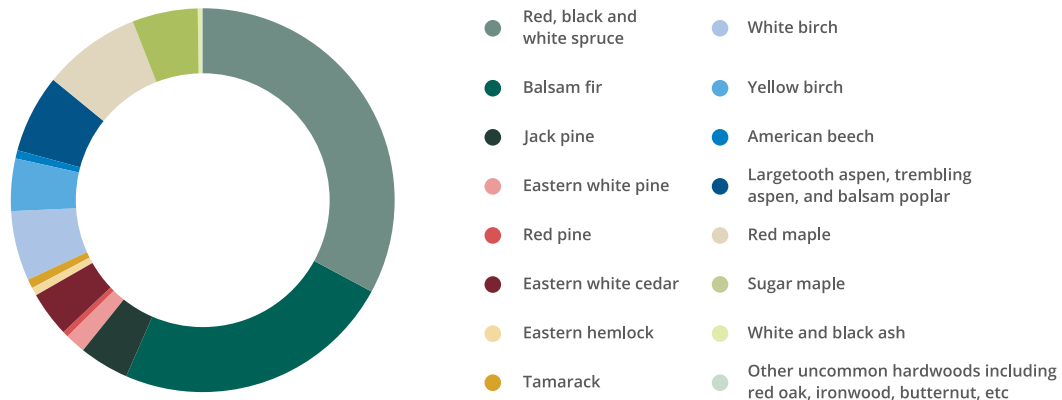 Red, black and
white spruce
Balsam fir
Jack pine
Eastern white pine
Red pine
Eastern white cedar
Eastern hemlock
Tamarack
White birch
Yellow birch
American beech
Largetooth aspen, trembling
aspen, and balsam poplar
Red maple
Sugar maple
White and black ash
Other uncommon hardwoods including
red oak, ironwood, butternut, etc